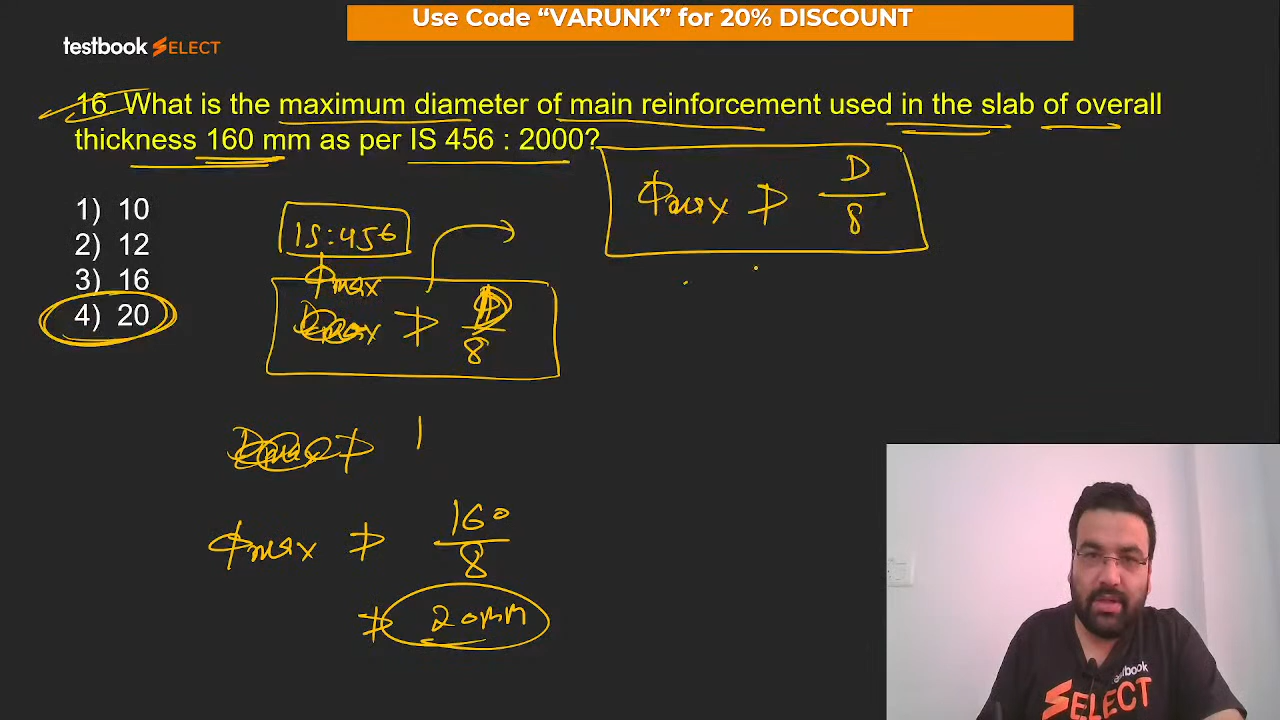 Use Code “VARUNK” for 20% DISCOUNT
testbook SELECT
16 What is the maximum diameter of main reinforcement used in the slab of overall
thickness 160 mm as per IS 456 : 2000?
ϕmax ≯ D/8
1) 10
2) 12
3) 16
4) 20
IS:456
ϕmax
≯ D/8
≯ 1
ϕmax ≯ 160/8
≯ 20mm
testbook
SELECT